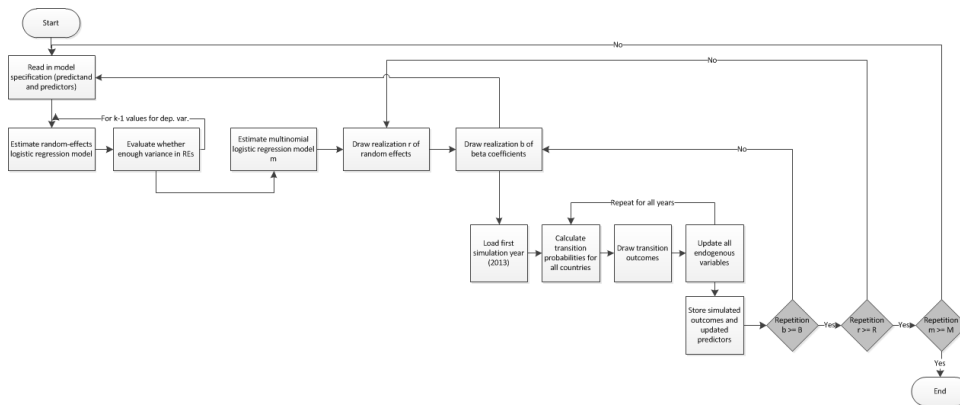 Start
No
Read in model
specification (predictand
and predictors)
No
For k-1 values for dep. var.
Estimate random-effects
logistic regression model
Evaluate whether
enough variance in REs
Estimate multinomial
logistic regression model
m
Draw realization r of
random effects
Draw realization b of
beta coefficients
No
Repeat for all years
Load first
simulation year
(2013)
Calculate
transition
probabilities for
all countries
Draw transition
outcomes
Update all
endogenous
variables
Store simulated
outcomes and
updated
predictors
Repetition
b >= B
Yes
Repetition
r >= R
Yes
Repetition
m >= M
Yes
End